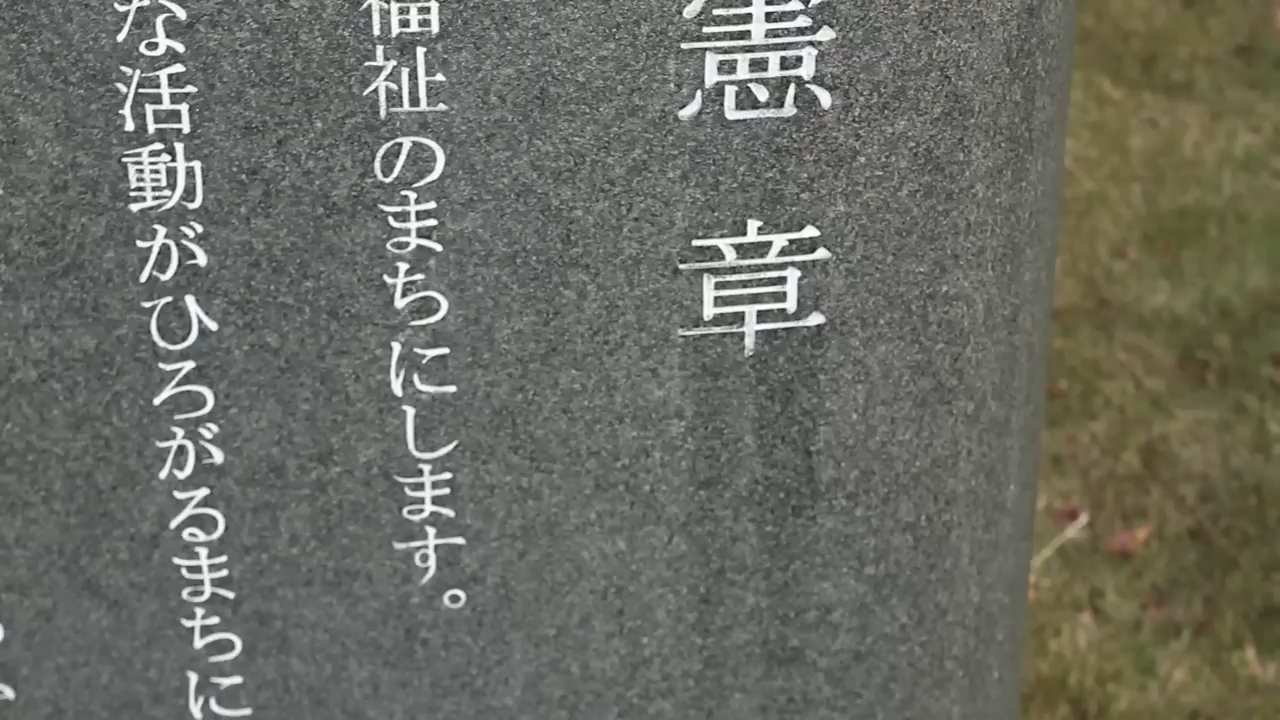 憲章
福祉のまちにします。
な活動がひろがるまちに